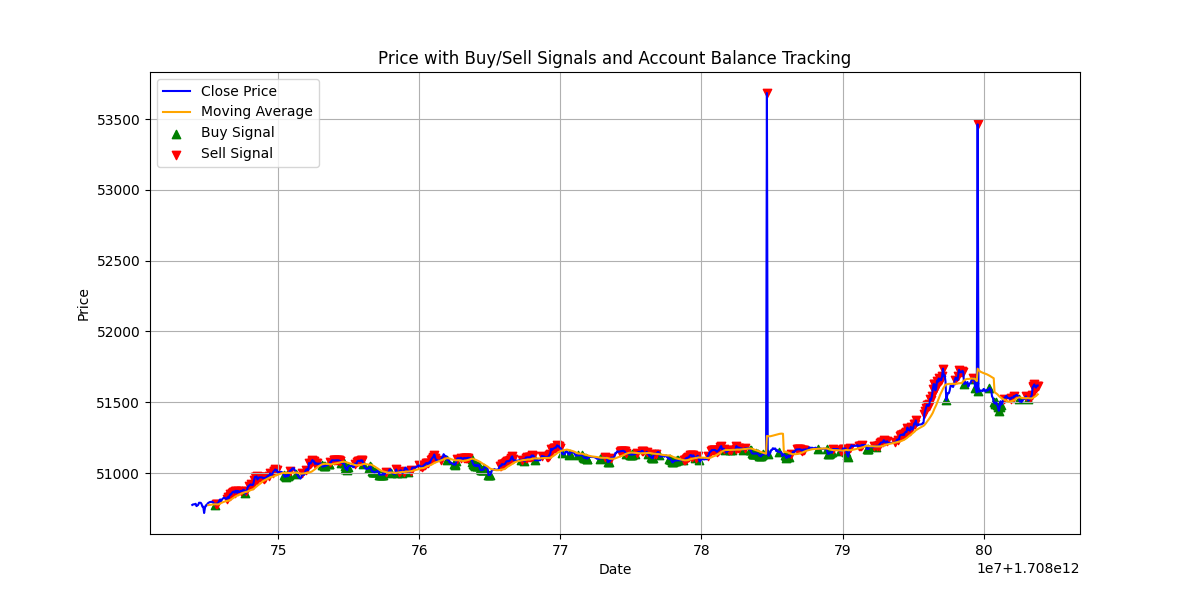 Price with Buy/Sell Signals and Account Balance Tracking
Close Price
Moving Average
Buy Signal
Sell Signal
53500
53000
52500
52000
51500
51000
Price
75 76 77 78 79 80
Date
1e7+1.708e12